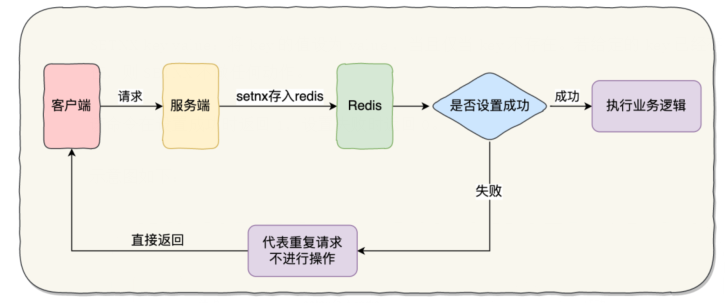 客户端
请求
服务端
setnx存入redis
Redis
是否设置成功
成功
执行业务逻辑
失败
代表重复请求
不进行操作
直接返回